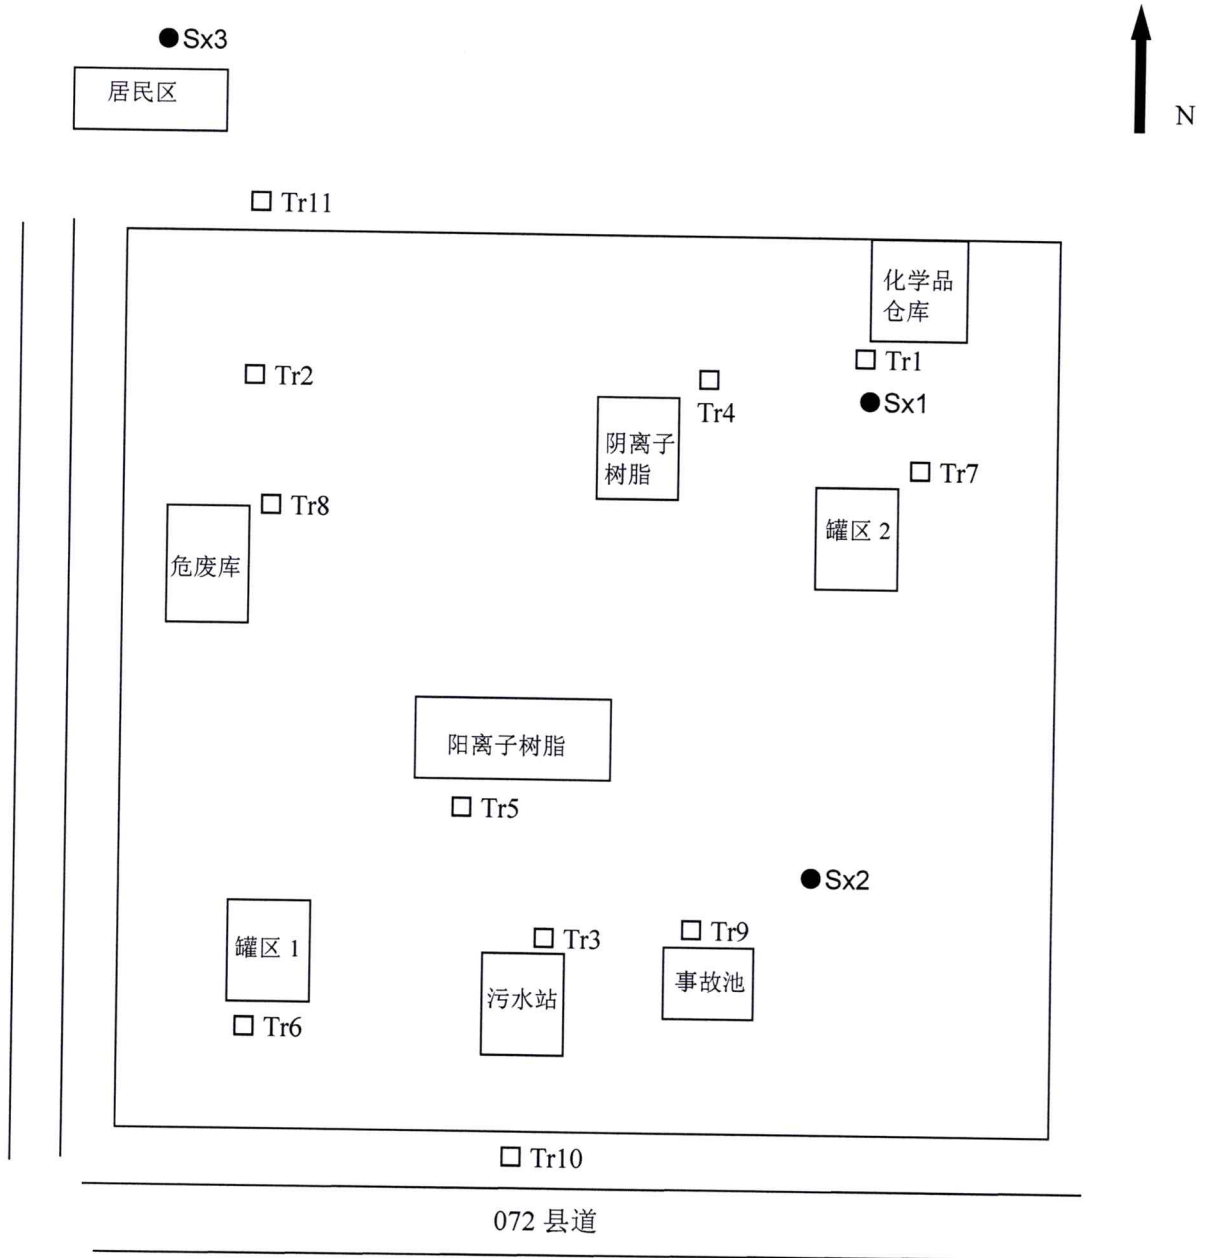 Sx3
居民区
N
Tr11
化学品
仓库
Tr1
Tr2
Tr4
Sx1
阴离子
树脂
Tr7
Tr8
罐区 2
危废库
阳离子树脂
Tr5
Sx2
罐区 1
Tr3
Tr9
污水站
事故池
Tr6
Tr10
072 县道